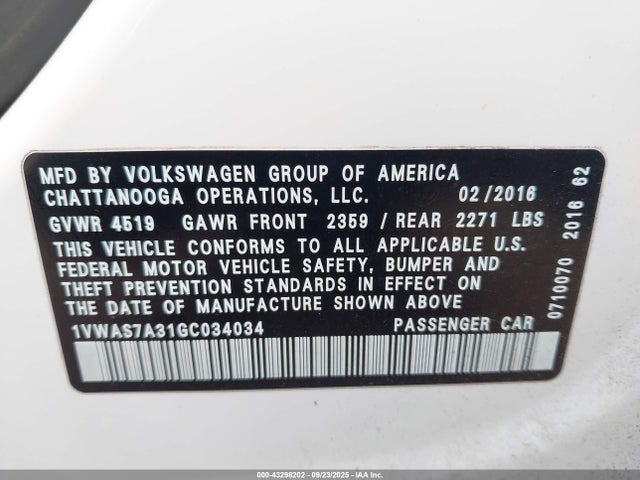 MFD BY VOLKSWAGEN GROUP OF AMERICA
CHATTANOOGA OPERATIONS, LLC. 02/2016
GVWR 4519 GAWR FRONT 2359 / REAR 2271 LBS
THIS VEHICLE CONFORMS TO ALL APPLICABLE U.S.
FEDERAL MOTOR VEHICLE SAFETY, BUMPER AND
THEFT PREVENTION STANDARDS IN EFFECT ON
THE DATE OF MANUFACTURE SHOWN ABOVE
1VWAS7A31GC034034 PASSENGER CAR
0710070 2016 62
000-43298202 - 09/23/2025 - IAA Inc.